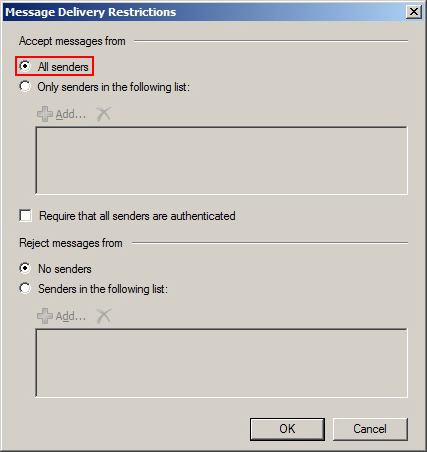 Message Delivery Restrictions
Accept messages from
All senders
Only senders in the following list:
Add...
Require that all senders are authenticated
Reject messages from
No senders
Senders in the following list:
Add...
OK Cancel